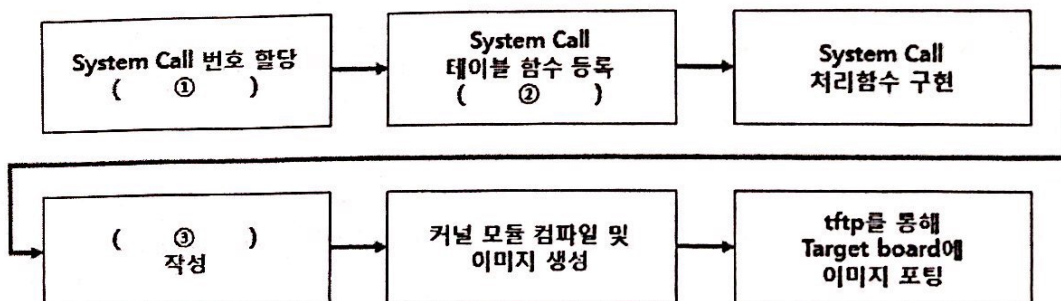 System Call 번호 할당
( ① )
System Call
테이블 함수 등록
( ② )
System Call
처리함수 구현
( ③ )
작성
커널 모듈 컴파일 및
이미지 생성
tftp를 통해
Target board에
이미지 포팅